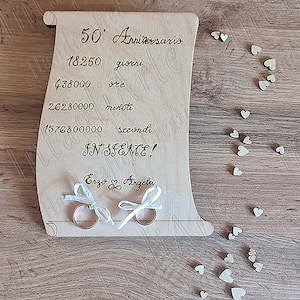 50° Anniversario
18250 giorni
438000 ore
26280000 minuti
1576800000 secondi
INSIEME!
Enzo e Angela